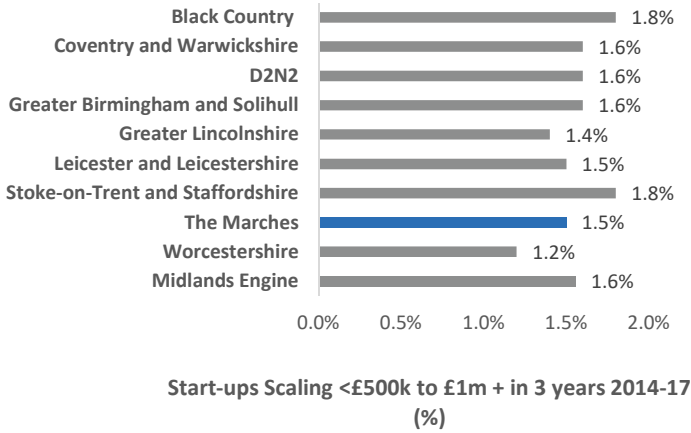 Black Country 1.8%
Coventry and Warwickshire 1.6%
D2N2 1.6%
Greater Birmingham and Solihull 1.6%
Greater Lincolnshire 1.4%
Leicester and Leicestershire 1.5%
Stoke-on-Trent and Staffordshire 1.8%
The Marches 1.5%
Worcestershire 1.2%
Midlands Engine 1.6%
0.0% 0.5% 1.0% 1.5% 2.0%
Start-ups Scaling <£500k to £1m + in 3 years 2014-17
(%)